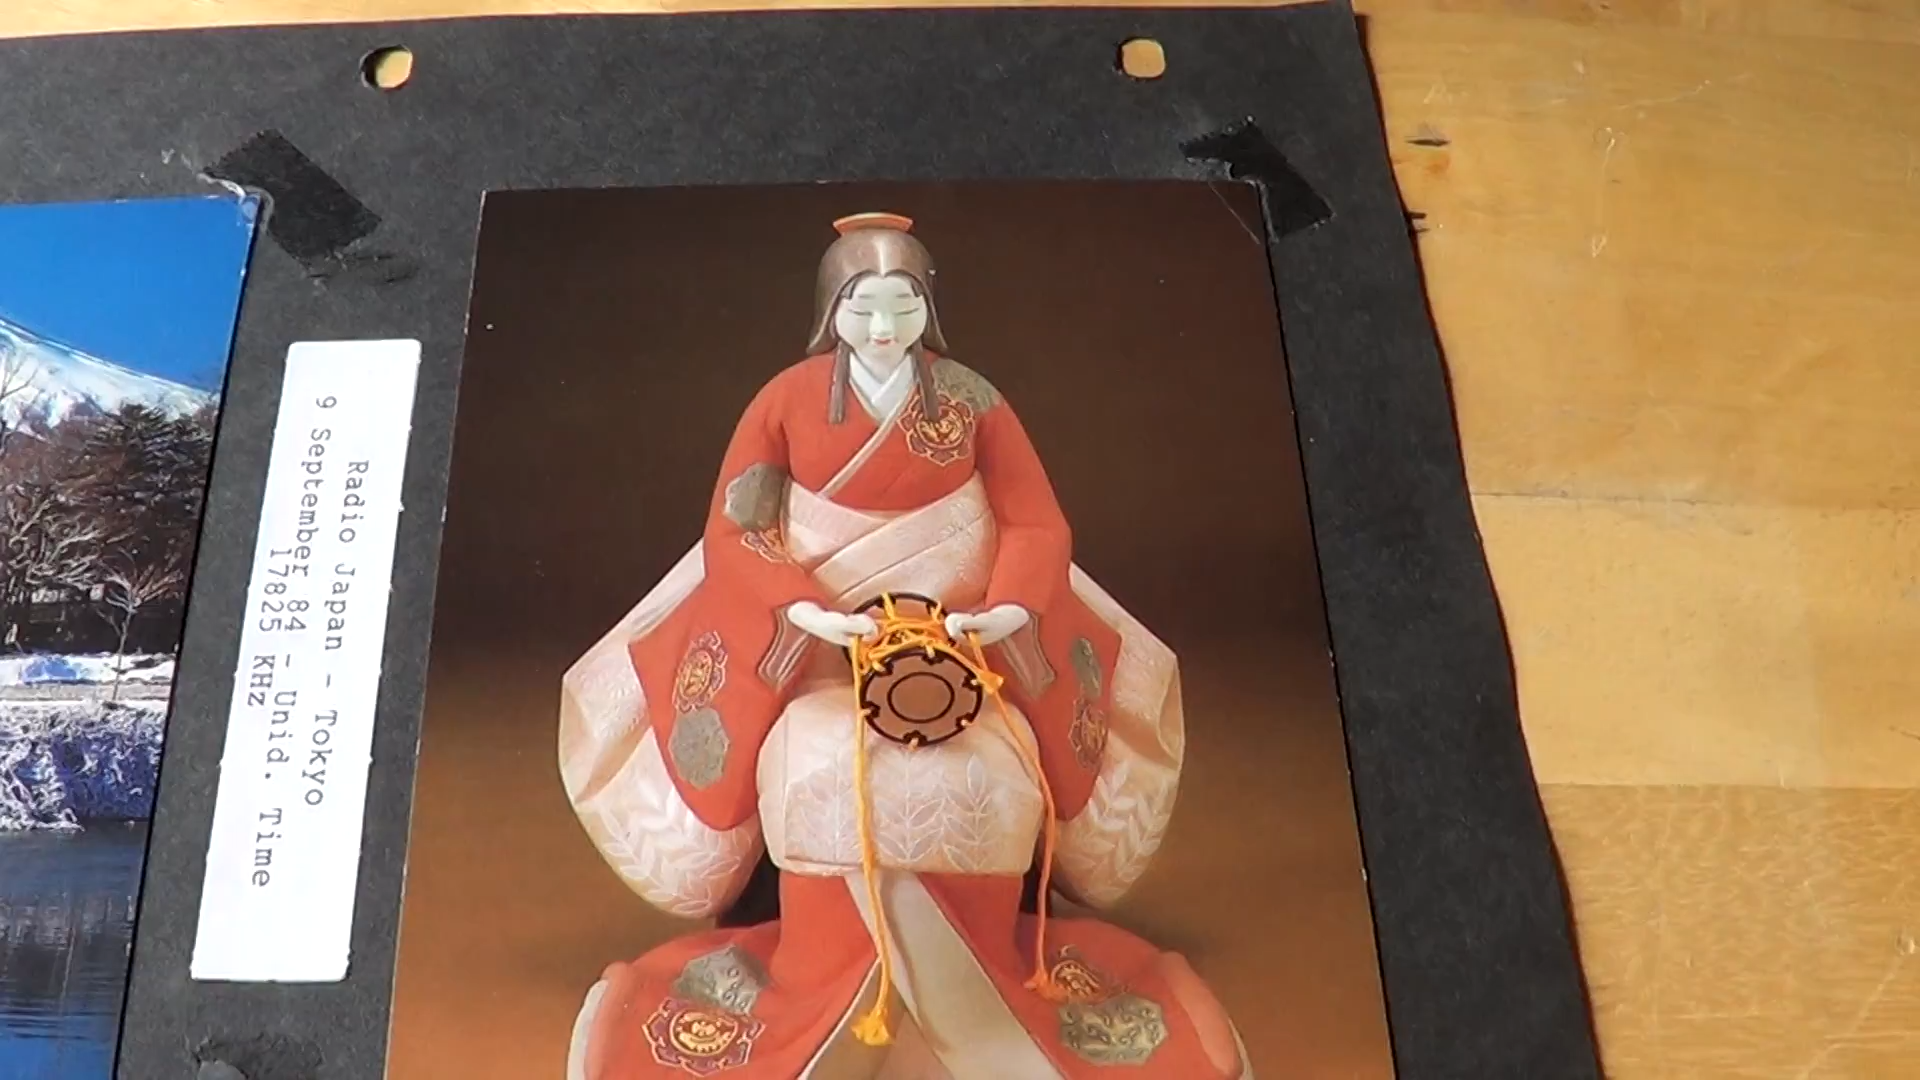 Radio Japan - Tokyo
9 September 84 - Unid. Time
17825 KHz